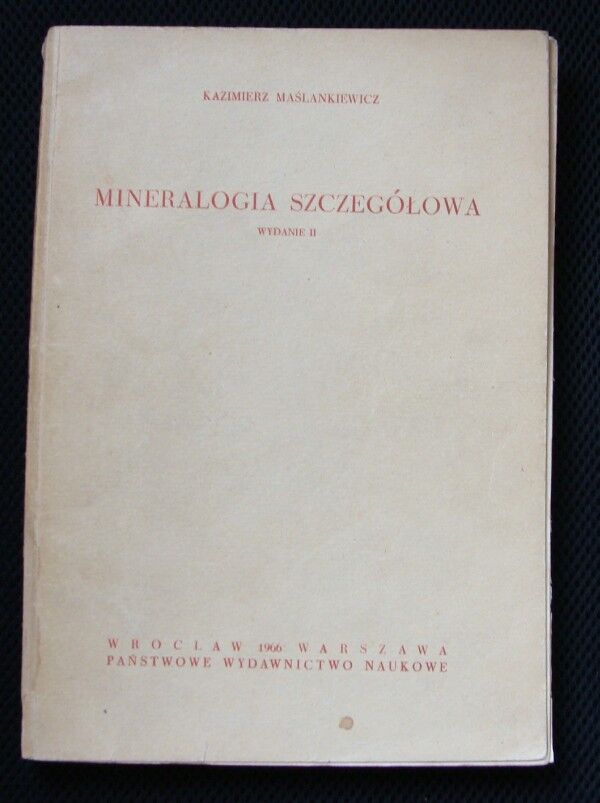 KAZIMIERZ MAŚLANKIEWICZ
MINERALOGIA SZCZEGÓŁOWA
WYDANIE II
WROCŁAW 1966 WARSZAWA
PAŃSTWOWE WYDAWNICTWO NAUKOWE